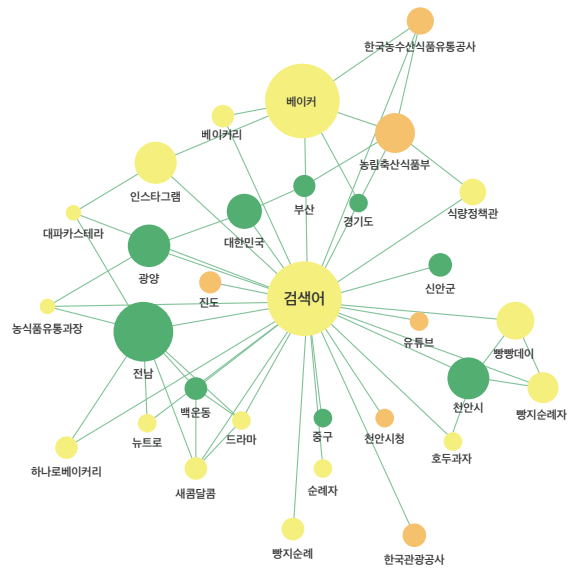 한국농수산식품유통공사
베이커
베이커리
농림축산식품부
인스타그램
부산
경기도
식량정책관
대파카스테라
대한민국
광양
신안군
진도
검색어
농식품유통과장
유튜브
빵빵데이
전남
백운동
천안시
빵지순례자
뉴트로
드라마
중구
천안시청
호두과자
하나로베이커리
새콤달콤
순례자
빵지순례
한국관광공사